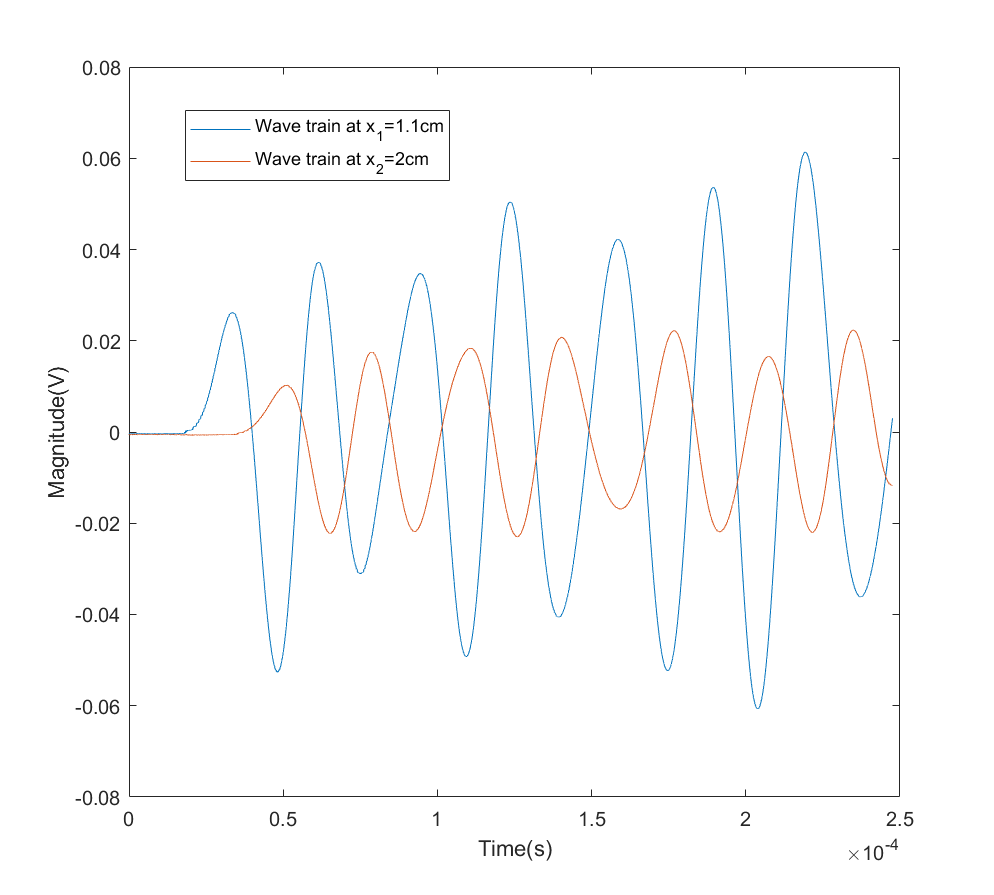 0.08
0.06
0.04
0.02
0
-0.02
-0.04
-0.06
-0.08
Magnitude(V)
Wave train at x1=1.1cm
Wave train at x2=2cm
0 0.5 1 1.5 2 2.5
Time(s)
×10-4